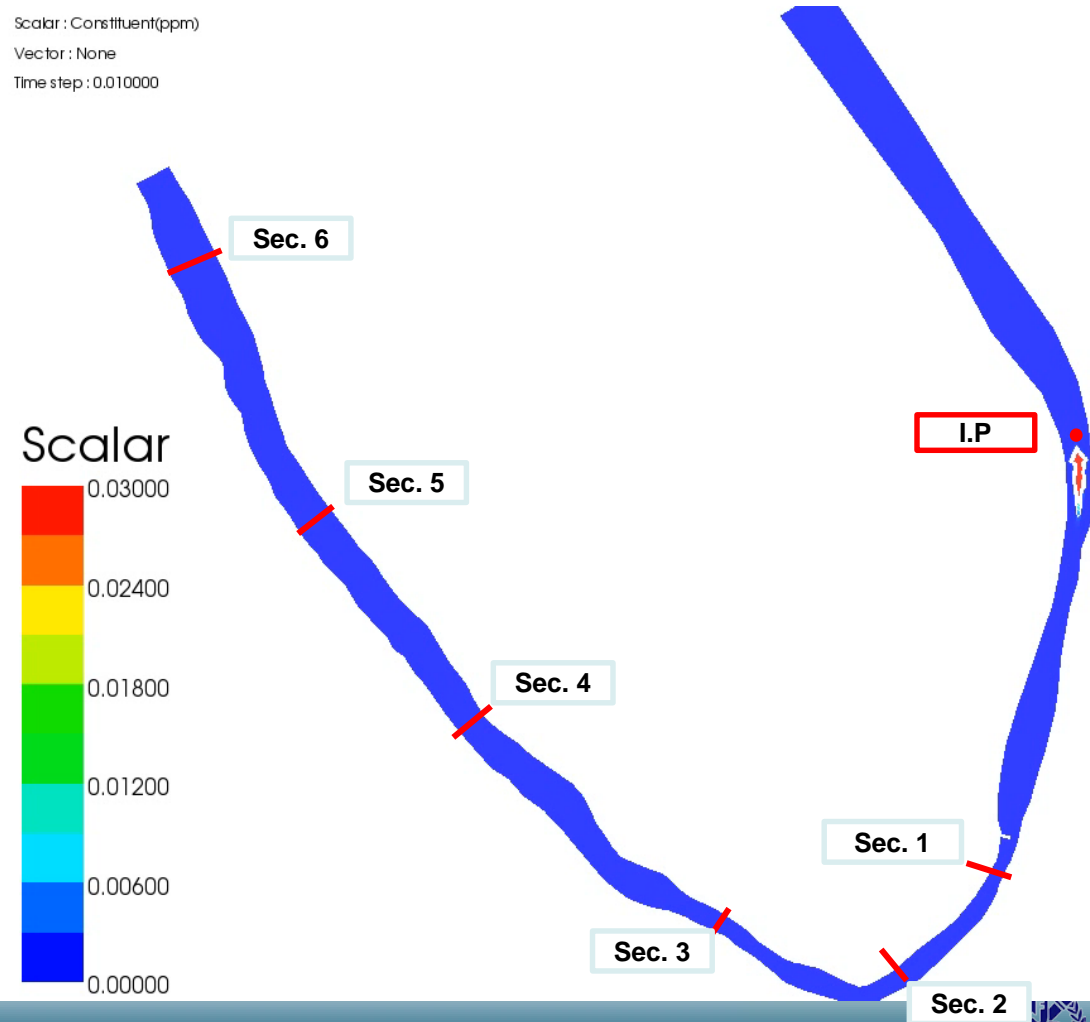 Scalar : Constituent(ppm)
Vector : None
Time step : 0.010000
Sec. 6
I.P
Scalar
0.03000
Sec. 5
0.02400
0.01800
Sec. 4
0.01200
Sec. 1
0.00600
Sec. 3
0.00000
Sec. 2